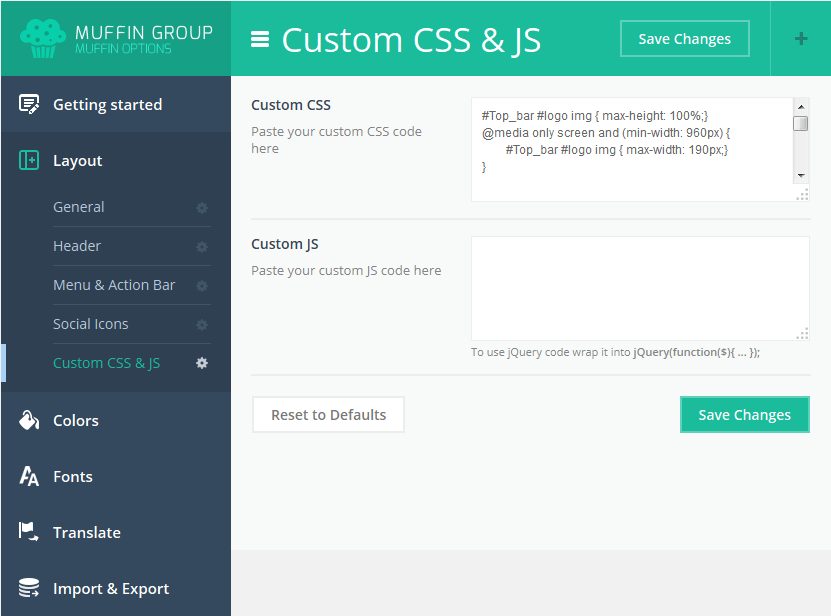 MUFFIN GROUP
MUFFIN OPTIONS
Custom CSS & JS
Save Changes
Getting started
Layout
General
Header
Menu & Action Bar
Social Icons
Custom CSS & JS
Colors
Fonts
Translate
Import & Export
Custom CSS
Paste your custom CSS code
here
#Top_bar #logo img { max-height: 100%;}
@media only screen and (min-width: 960px) {
#Top_bar #logo img { max-width: 190px;}
}
Custom JS
Paste your custom JS code here
To use jQuery code wrap it into jQuery(function($){ ... });
Reset to Defaults
Save Changes